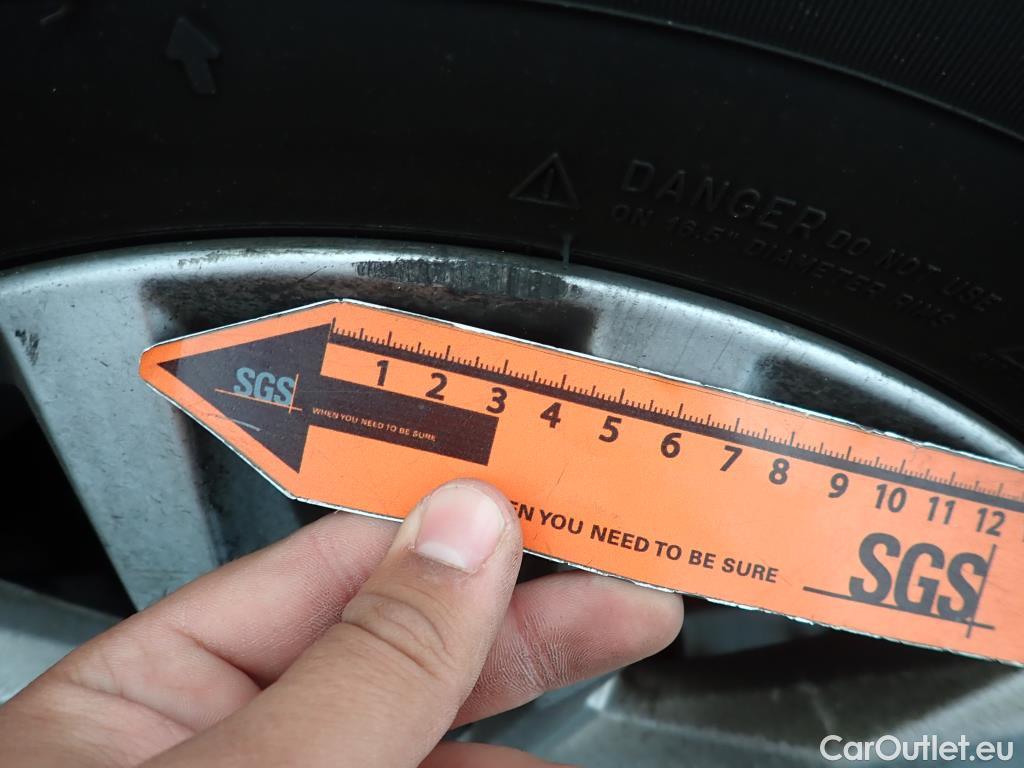 DANGER DO NOT USE
ON 16.5" DIAMETER RIMS
SGS
WHEN YOU NEED TO BE SURE
1 2 3 4 5 6 7 8 9 10 11 12
EN YOU NEED TO BE SURE
SGS
CarOutlet.eu